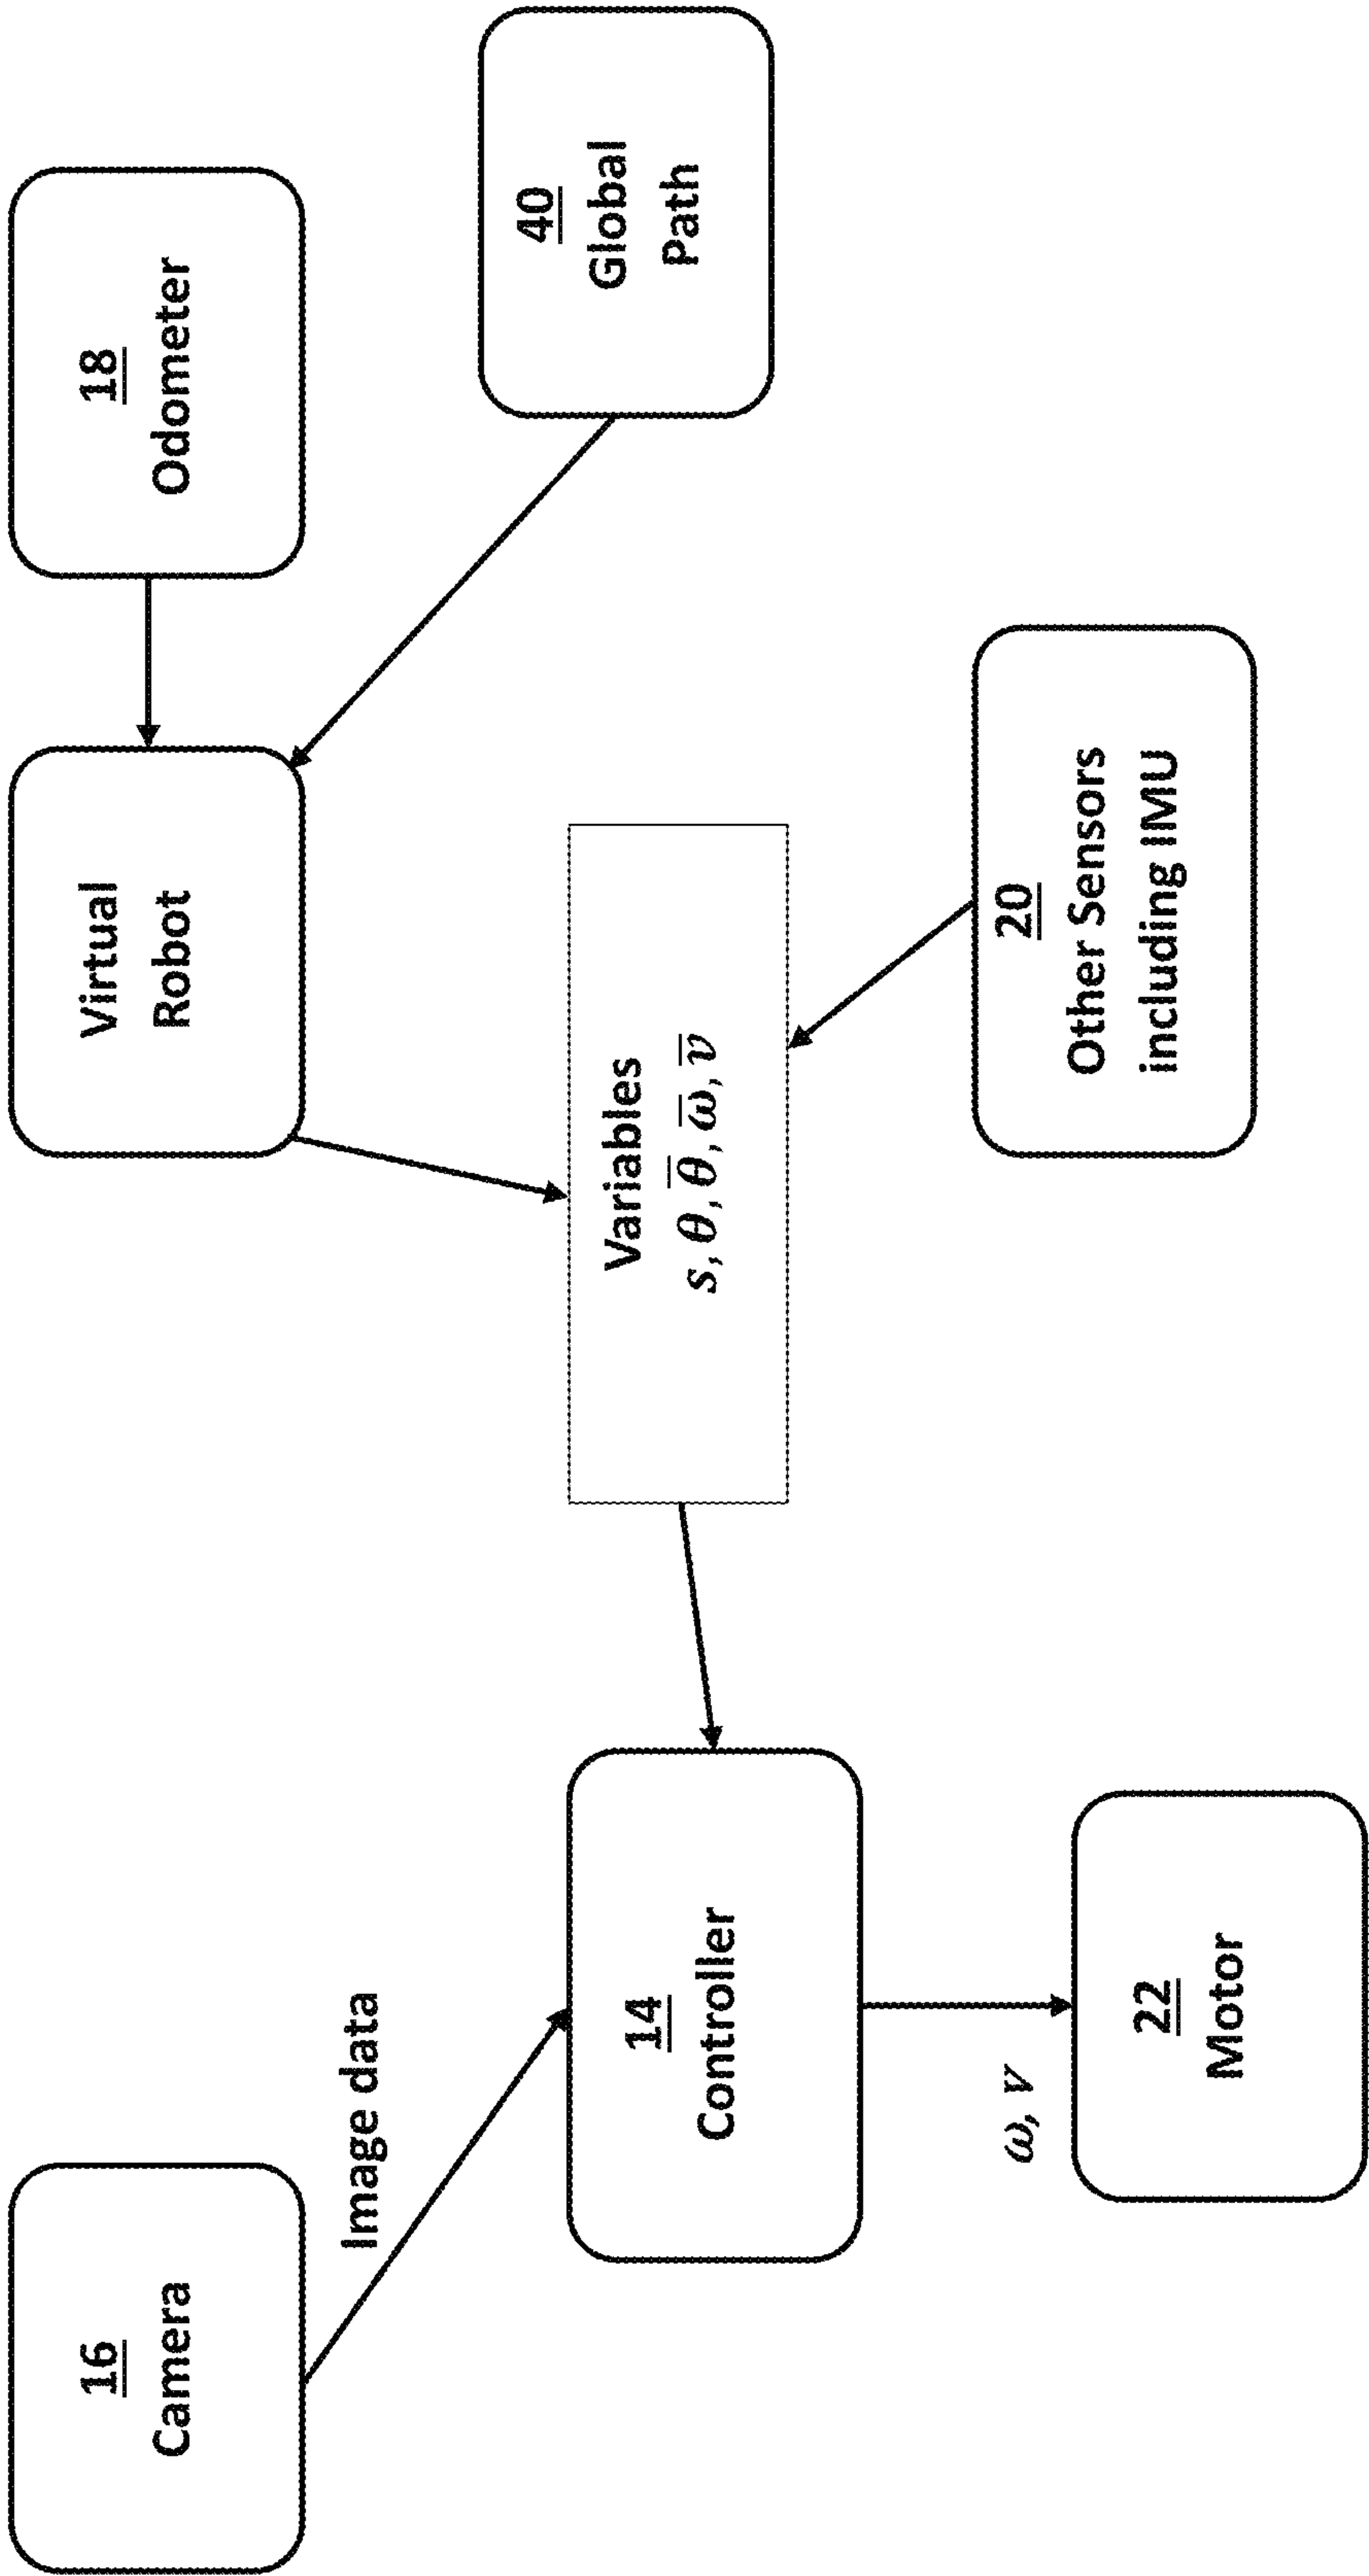 16
Camera
Image data
14
Controller
ω, v
22
Motor
Virtual
Robot
18
Odometer
40
Global
Path
Variables
s, θ, θ̅, ω̅, v̅
20
Other Sensors
including IMU